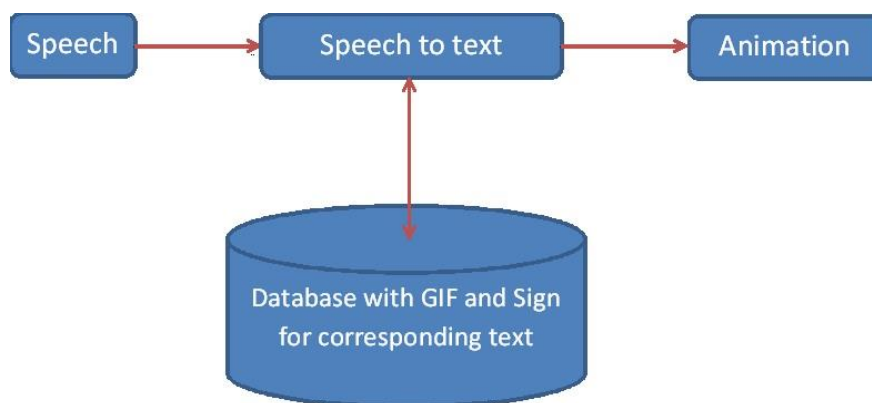 Speech
Speech to text
Animation
Database with GIF and Sign
for corresponding text